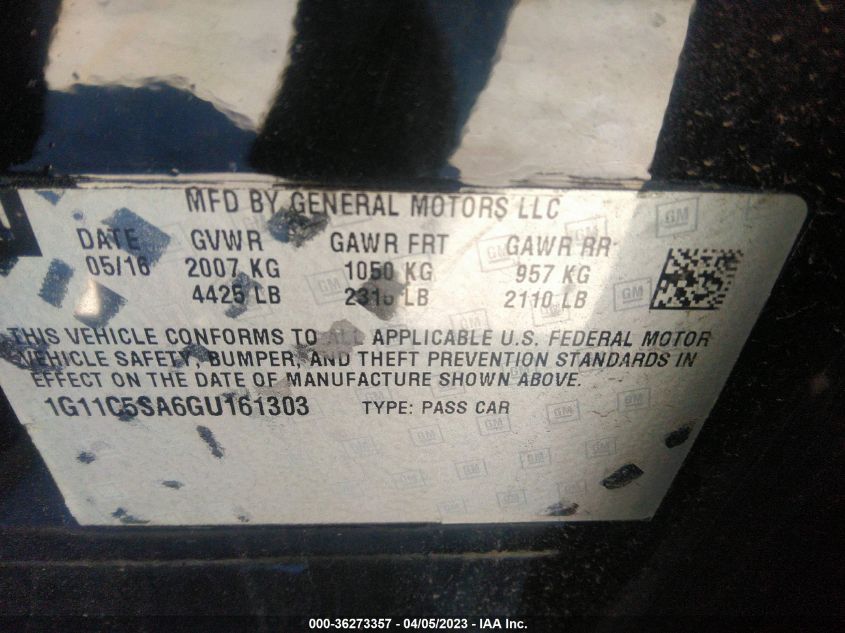 MFD BY GENERAL MOTORS LLC
DATE GVWR GAWR FRT GAWR RR
05/16 2007 KG 1050 KG 957 KG
4425 LB LB 2110 LB
THIS VEHICLE CONFORMS TO ALL APPLICABLE U.S. FEDERAL MOTOR
VEHICLE SAFETY, BUMPER, AND THEFT PREVENTION STANDARDS IN
EFFECT ON THE DATE OF MANUFACTURE SHOWN ABOVE.
1G11C5SA6GU161303 TYPE: PASS CAR
000-36273357 - 04/05/2023 - IAA Inc.